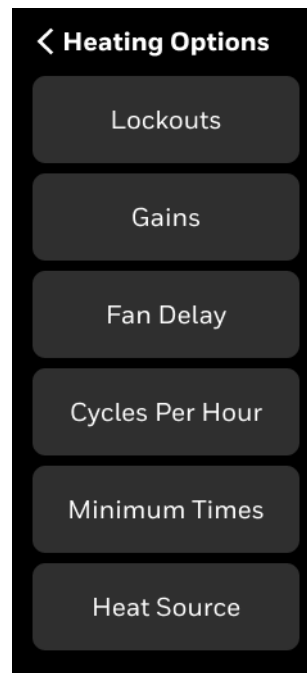 Heating Options
Lockouts
Gains
Fan Delay
Cycles Per Hour
Minimum Times
Heat Source